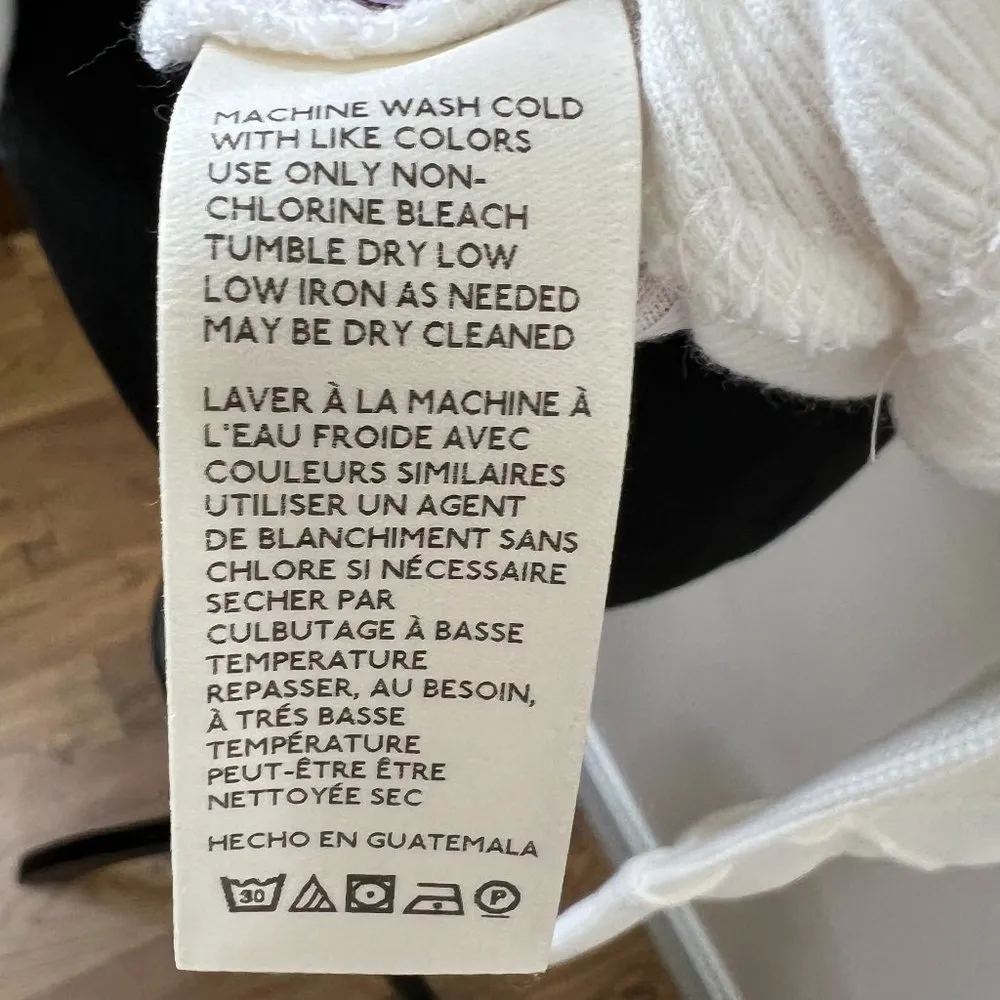 MACHINE WASH COLD
WITH LIKE COLORS
USE ONLY NON-
CHLORINE BLEACH
TUMBLE DRY LOW
LOW IRON AS NEEDED
MAY BE DRY CLEANED
LAVER À LA MACHINE À
L'EAU FROIDE AVEC
COULEURS SIMILAIRES
UTILISER UN AGENT
DE BLANCHIMENT SANS
CHLORE SI NÉCESSAIRE
SECHER PAR
CULBUTAGE À BASSE
TEMPERATURE
REPASSER, AU BESOIN,
À TRÉS BASSE
TEMPÉRATURE
PEUT-ÊTRE ÊTRE
NETTOYÉE SEC
HECHO EN GUATEMALA
30 P